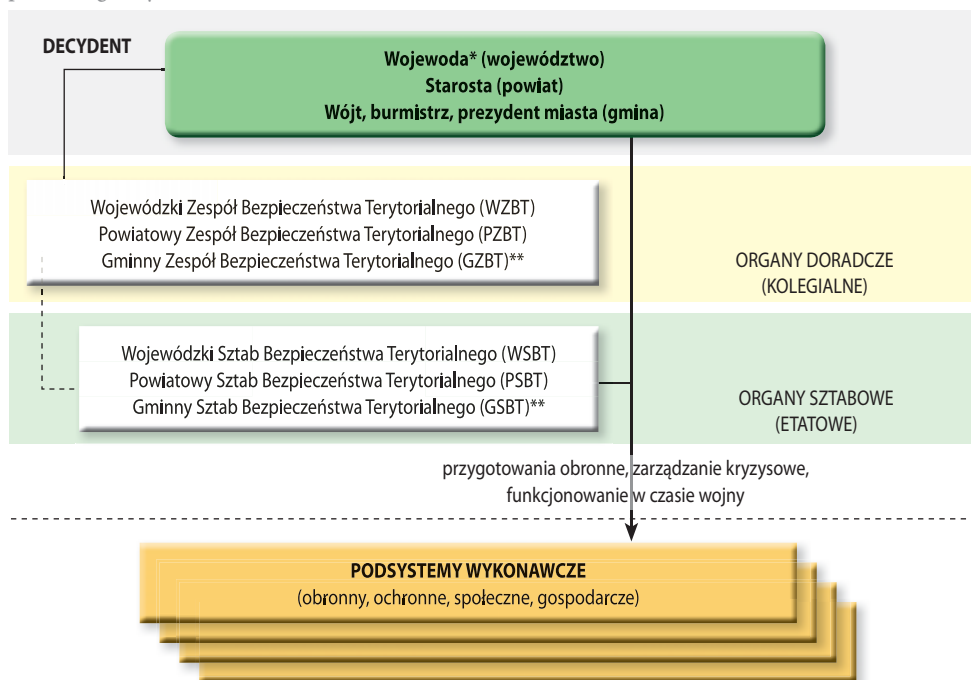 DECYDENT
Wojewoda* (województwo)
Starosta (powiat)
Wójt, burmistrz, prezydent miasta (gmina)
Wojewódzki Zespół Bezpieczeństwa Terytorialnego (WZBT)
Powiatowy Zespół Bezpieczeństwa Terytorialnego (PZBT)
Gminny Zespół Bezpieczeństwa Terytorialnego (GZBT)**
ORGANY DORADCZE
(KOLEGIALNE)
Wojewódzki Sztab Bezpieczeństwa Terytorialnego (WSBT)
Powiatowy Sztab Bezpieczeństwa Terytorialnego (PSBT)
Gminny Sztab Bezpieczeństwa Terytorialnego (GSBT)**
ORGANY SZTABOWE
(ETATOWE)
przygotowania obronne, zarządzanie kryzysowe,
funkcjonowanie w czasie wojny
PODSYSTEMY WYKONAWCZE
(obronny, ochronne, społeczne, gospodarcze)